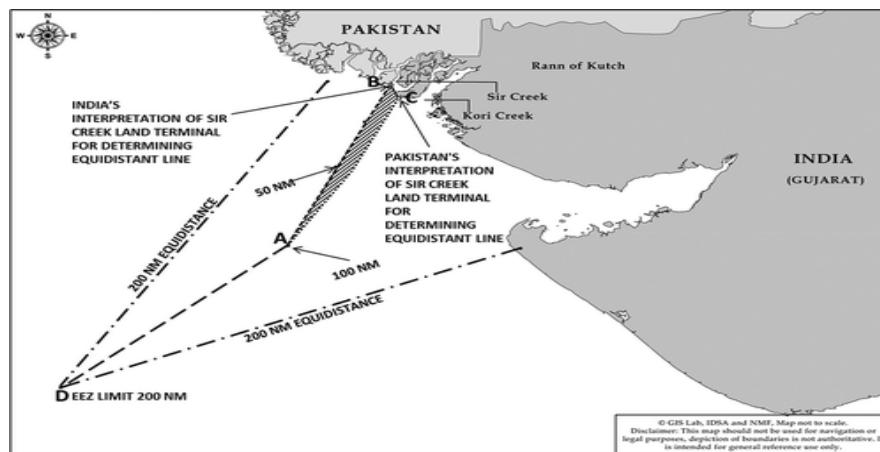 N
W
E
S
PAKISTAN
Rann of Kutch
B
C
Sir Creek
Kori Creek
INDIA'S
INTERPRETATION OF SIR
CREEK LAND TERMINAL
FOR DETERMINING
EQUIDISTANT LINE
PAKISTAN'S
INTERPRETATION
OF SIR CREEK
LAND TERMINAL
FOR
DETERMINING
EQUIDISTANT LINE
INDIA
(GUJARAT)
50 NM
200 NM EQUIDISTANCE
A
100 NM
200 NM EQUIDISTANCE
D EEZ LIMIT 200 NM
© GIS Lab, IDSA and NMF, Map not to scale.
Disclaimer: This map should not be used for navigation or
legal purposes, depiction of boundaries is not authoritative. I
is intended for general reference use only.